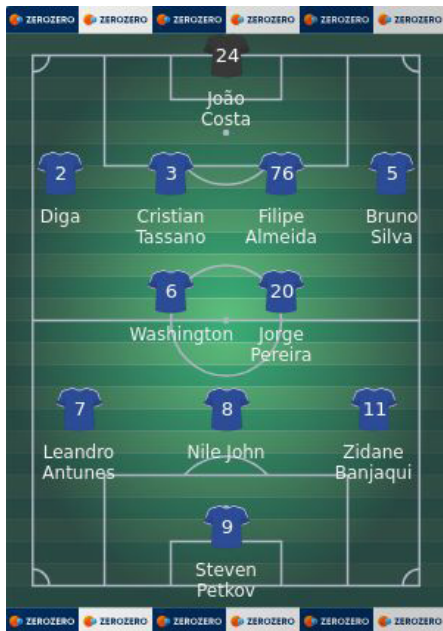 ZEROZERO ZEROZERO ZEROZERO ZEROZERO ZEROZERO ZEROZERO
24
João
Costa
2 3 76 5
Diga Cristian Filipe Bruno
Tassano Almeida Silva
6 20
Washington Jorge
Pereira
7 8 11
Leandro Nile John Zidane
Antunes Banjaqui
9
Steven
Petkov
ZEROZERO ZEROZERO ZEROZERO ZEROZERO ZEROZERO ZEROZERO